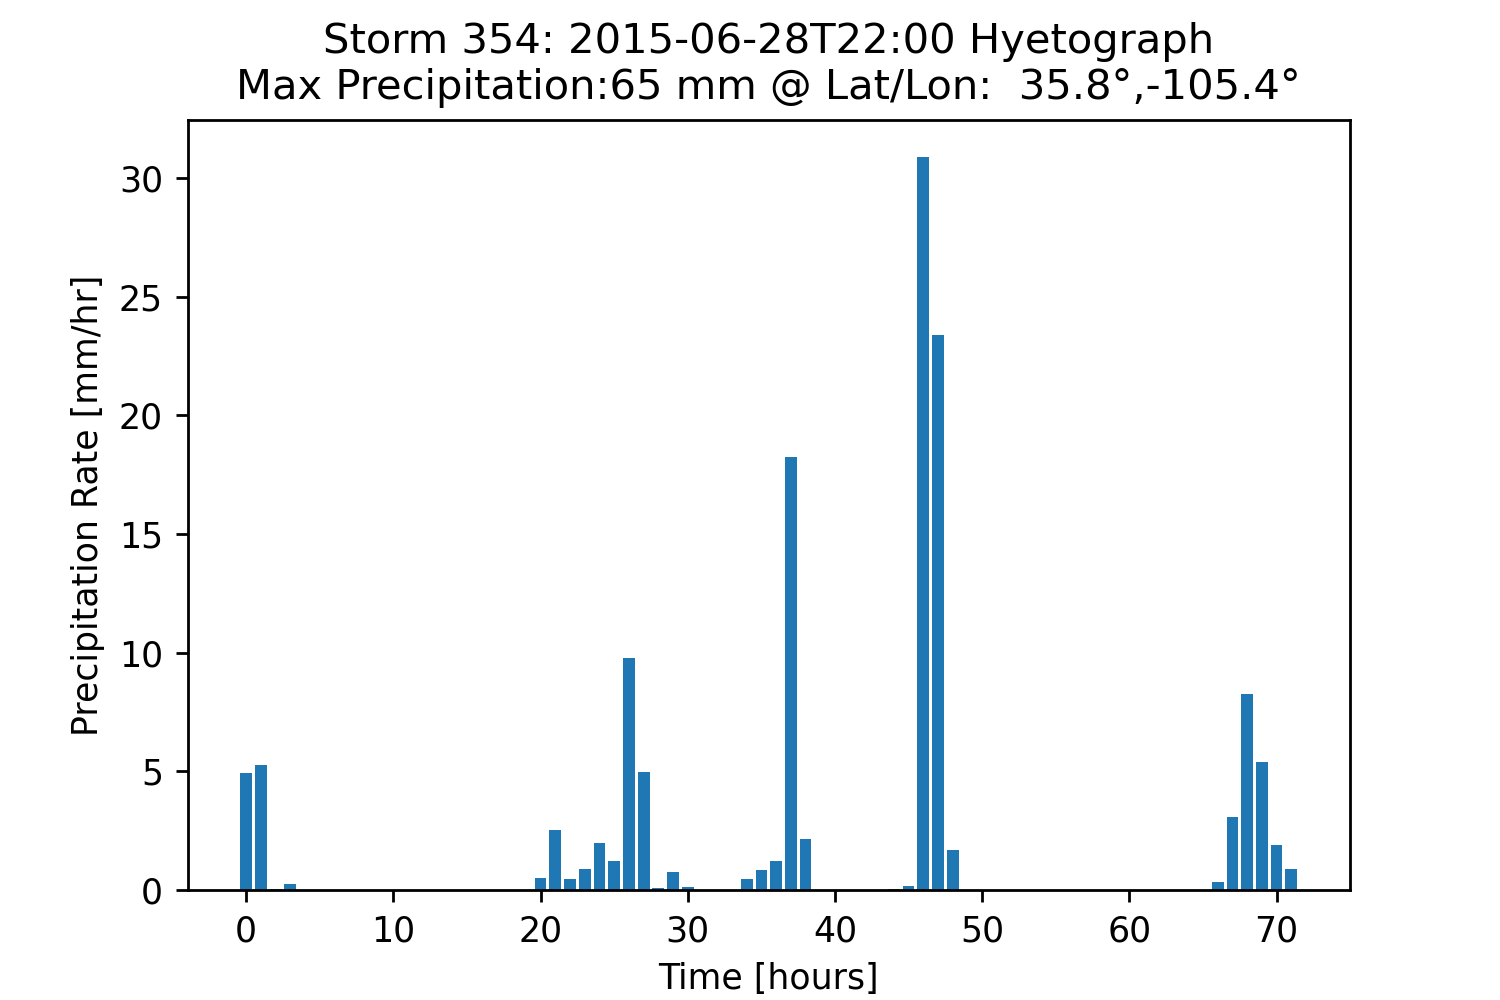 Storm 354: 2015-06-28T22:00 Hyetograph
Max Precipitation:65 mm @ Lat/Lon:  35.8°,-105.4°
30
25
20
15
10
5
0
Precipitation Rate [mm/hr]
0 10 20 30 40 50 60 70
Time [hours]